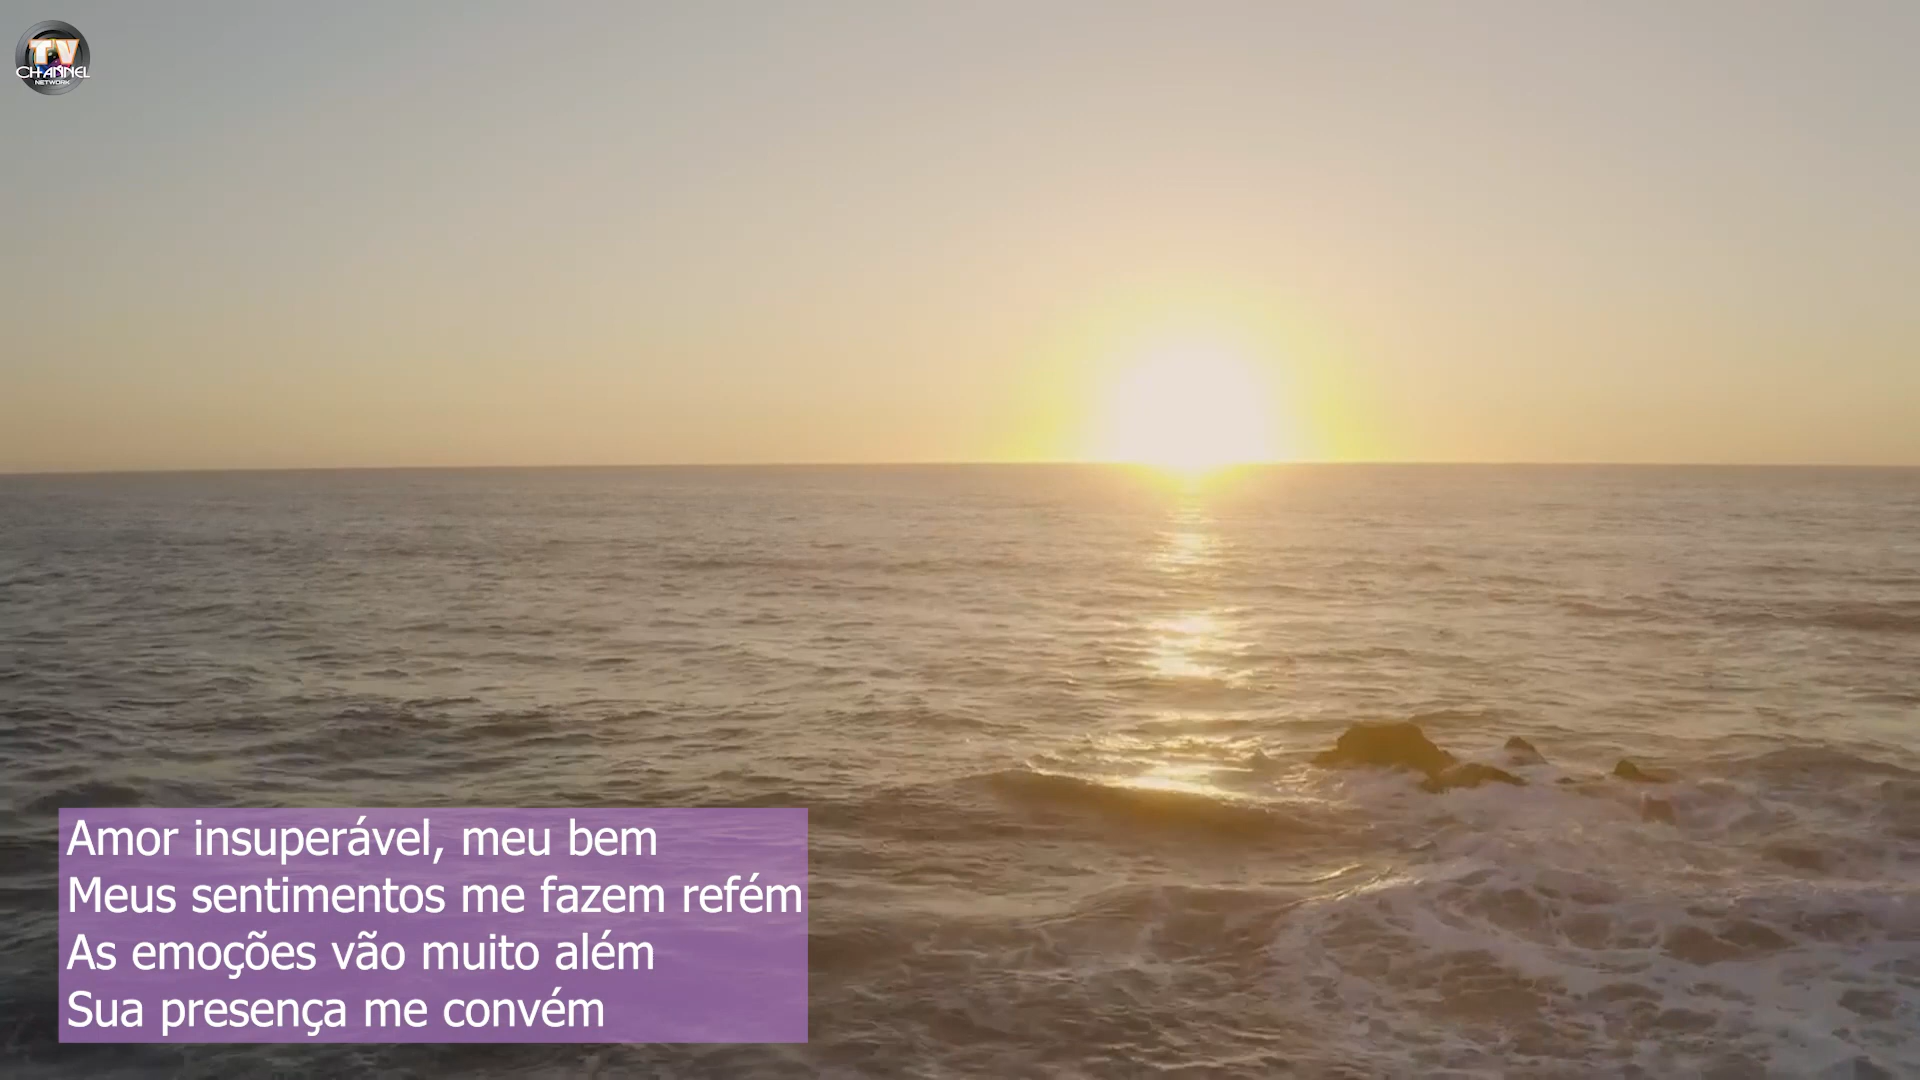 TV
CHANNEL
NETWORK
Amor insuperável, meu bem
Meus sentimentos me fazem refém
As emoções vão muito além
Sua presença me convém